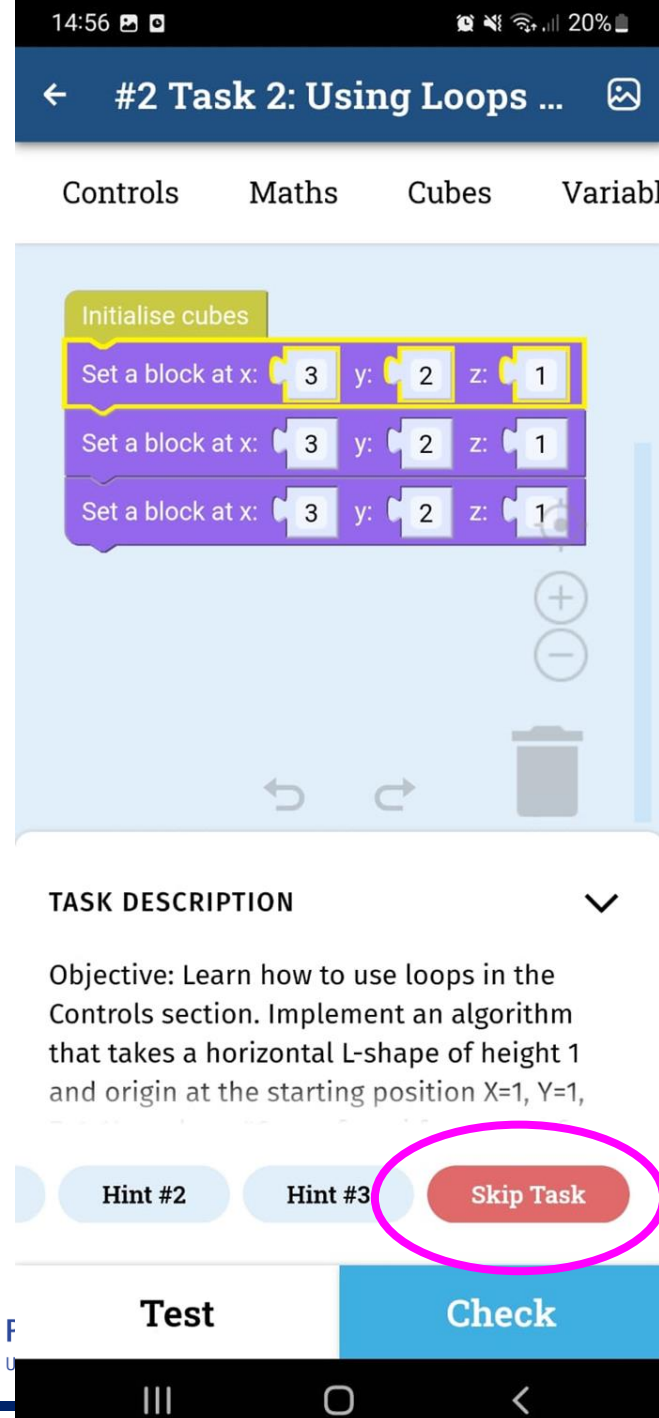 14:56 20%
#2 Task 2: Using Loops ...
Controls Maths Cubes Variabl
Initialise cubes
Set a block at x: 3 y: 2 z: 1
Set a block at x: 3 y: 2 z: 1
Set a block at x: 3 y: 2 z: 1
TASK DESCRIPTION
Objective: Learn how to use loops in the
Controls section. Implement an algorithm
that takes a horizontal L-shape of height 1
and origin at the starting position X=1, Y=1,
Hint #2 Hint #3 Skip Task
Test Check